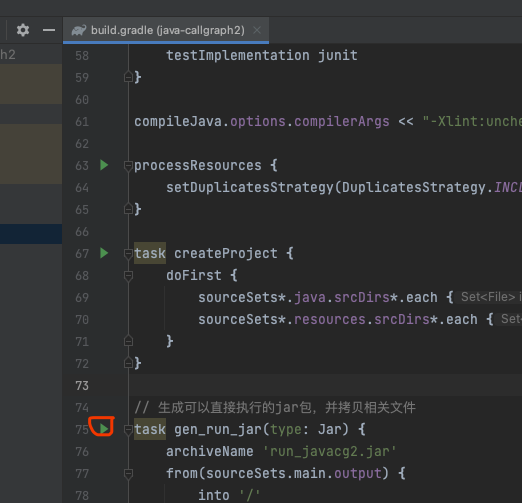 build.gradle (java-callgraph2)
h2
58 testImplementation junit
59 }
60
61 compileJava.options.compilerArgs << "-Xlint:unche
62
63 processResources {
64 setDuplicatesStrategy(DuplicatesStrategy.INCL
65 }
66
67 task createProject {
68 doFirst {
69 sourceSets*.java.srcDirs*.each { Set<File> i
70 sourceSets*.resources.srcDirs*.each { Set
71 }
72 }
73
74 // 生成可以直接执行的jar包，并拷贝相关文件
75 task gen_run_jar(type: Jar) {
76 archiveName 'run_javacg2.jar'
77 from(sourceSets.main.output) {
78 into '/'